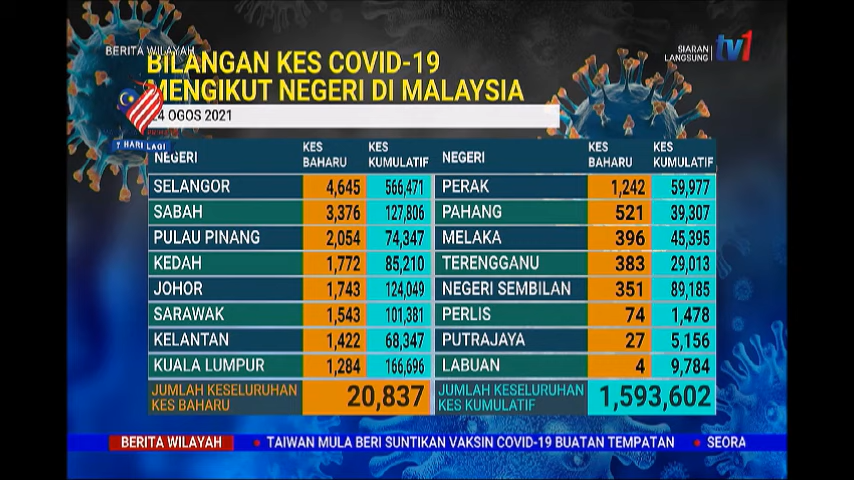 BERITA WILAYAH
SIARAN
LANGSUNG
tv1
BILANGAN KES COVID-19
MENGIKUT NEGERI DI MALAYSIA
24 OGOS 2021
7 HARI LAGI
NEGERI KES BAHARU KES KUMULATIF NEGERI KES BAHARU KES KUMULATIF
SELANGOR 4,645 566,471 PERAK 1,242 59,977
SABAH 3,376 127,806 PAHANG 521 39,307
PULAU PINANG 2,054 74,347 MELAKA 396 45,395
KEDAH 1,772 85,210 TERENGGANU 383 29,013
JOHOR 1,743 124,049 NEGERI SEMBILAN 351 89,185
SARAWAK 1,543 101,381 PERLIS 74 1,478
KELANTAN 1,422 68,347 PUTRAJAYA 27 5,156
KUALA LUMPUR 1,284 166,696 LABUAN 4 9,784
JUMLAH KESELURUHAN KES BAHARU 20,837 JUMLAH KESELURUHAN KES KUMULATIF 1,593,602
BERITA WILAYAH • TAIWAN MULA BERI SUNTIKAN VAKSIN COVID-19 BUATAN TEMPATAN • SEORA